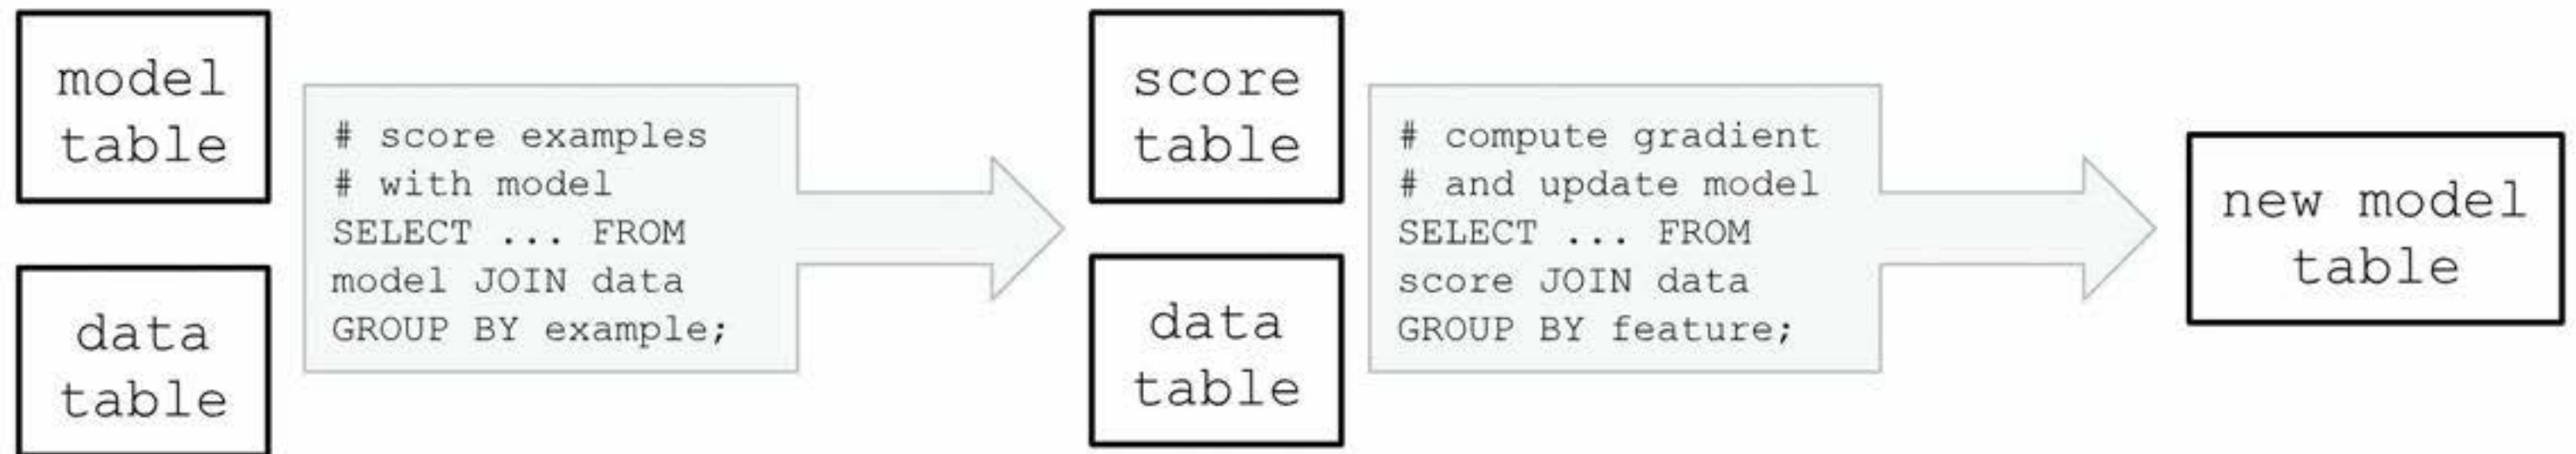 model
table
data
table
# score examples
# with model
SELECT ... FROM
model JOIN data
GROUP BY example;
score
table
data
table
# compute gradient
# and update model
SELECT ... FROM
score JOIN data
GROUP BY feature;
new model
table